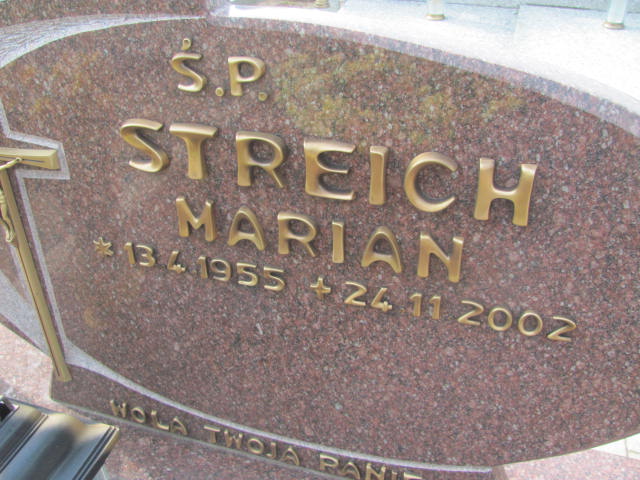 Ś.P.
STREICH
MARIAN
* 13.4 1955 + 24 11 2002
WOLA TWOJA PANIE